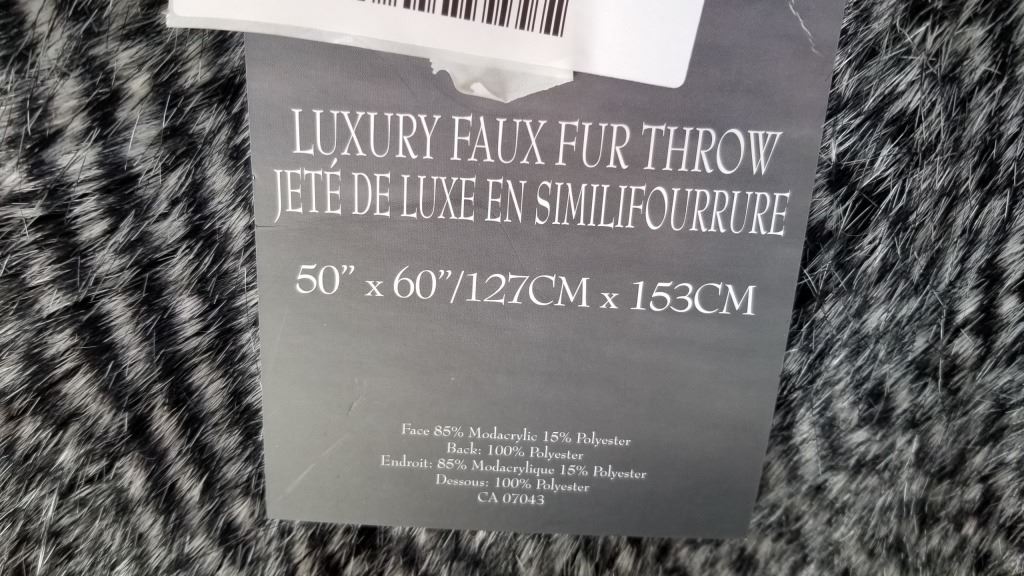 LUXURY FAUX FUR THROW
JETÉ DE LUXE EN SIMILIFOURRURE
50” x 60”/127CM x 153CM
Face 85% Modacrylic 15% Polyester
Back: 100% Polyester
Endroit: 85% Modacrylique 15% Polyester
Dessous: 100% Polyester
CA 07043